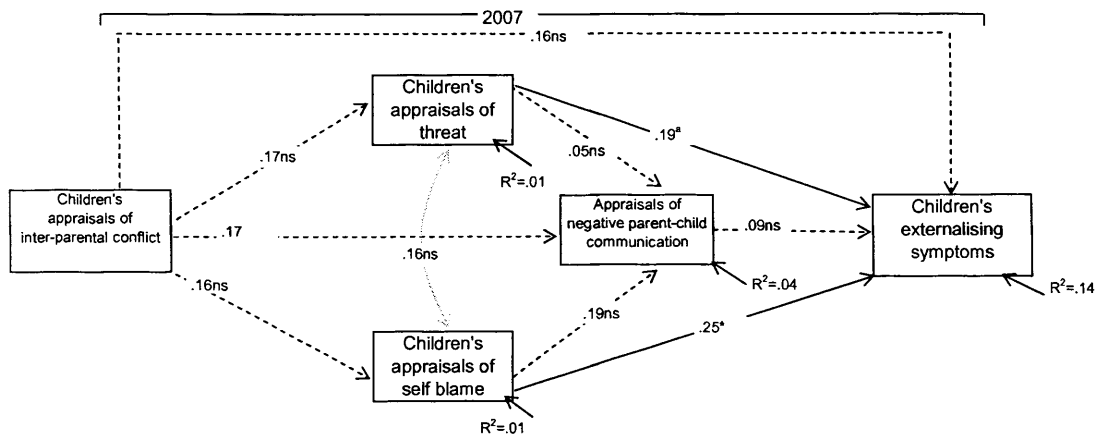 2007
.16ns
Children's
appraisals of
threat
.19ª
.17ns
.05ns
R²=.01
Children's
appraisals of
inter-parental conflict
.17
Appraisals of
negative parent-child
communication
.09ns
Children's
externalising
symptoms
.16ns
.16ns
R²=.04
R²=.14
.19ns
.25*
Children's
appraisals of
self blame
R²=.01